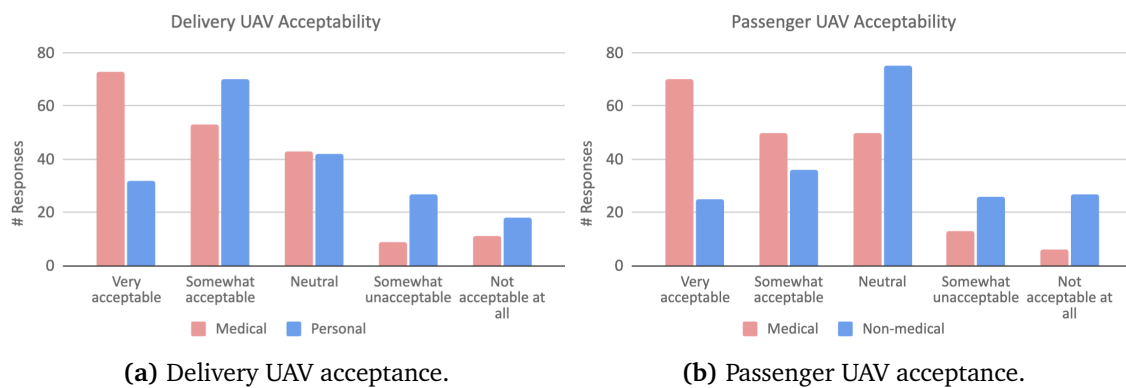 Delivery UAV Acceptability
# Responses
80
60
40
20
0
Very acceptable
Somewhat acceptable
Neutral
Somewhat unacceptable
Not acceptable at all
Medical
Personal
(a) Delivery UAV acceptance.
Passenger UAV Acceptability
# Responses
80
60
40
20
0
Very acceptable
Somewhat acceptable
Neutral
Somewhat unacceptable
Not acceptable at all
Medical
Non-medical
(b) Passenger UAV acceptance.